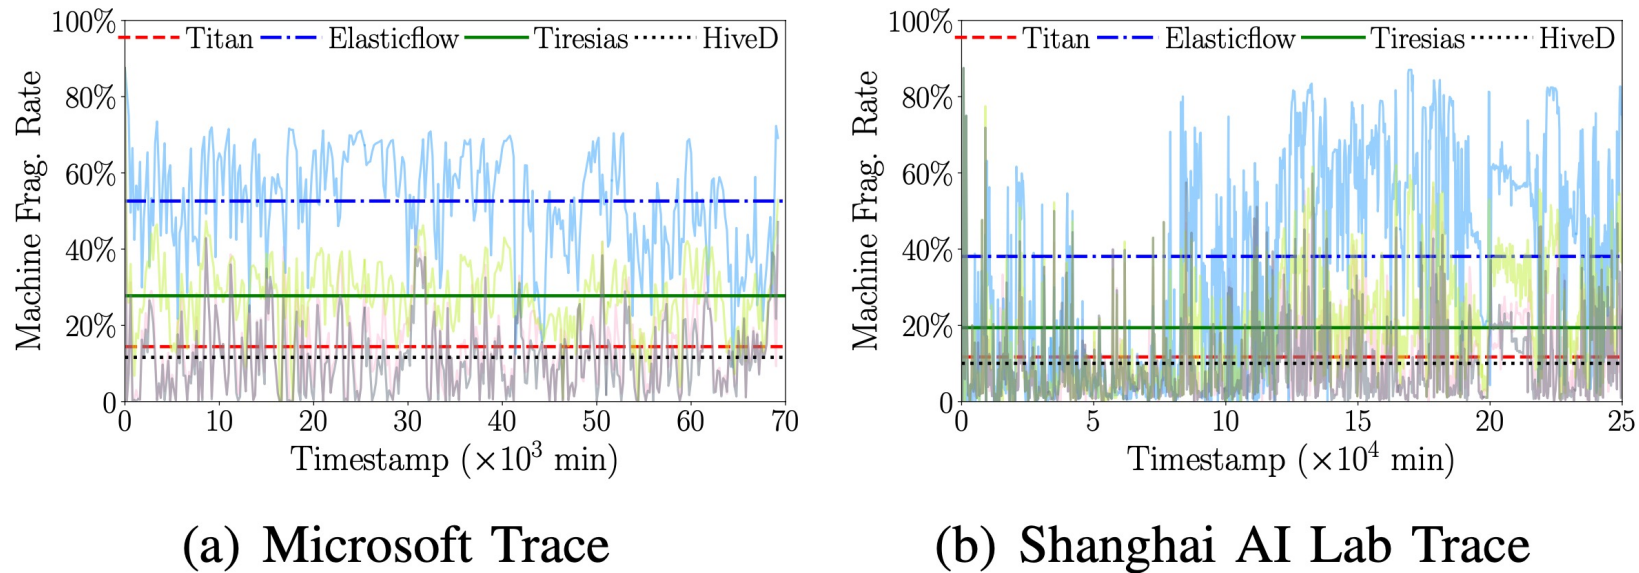 Titan Elasticflow Tiresias HiveD
Machine Frag. Rate
100%
80%
60%
40%
20%
0
0 10 20 30 40 50 60 70
Timestamp (×10³ min)
(a) Microsoft Trace
Titan Elasticflow Tiresias HiveD
Machine Frag. Rate
100%
80%
60%
40%
20%
0
0 5 10 15 20 25
Timestamp (×10⁴ min)
(b) Shanghai AI Lab Trace